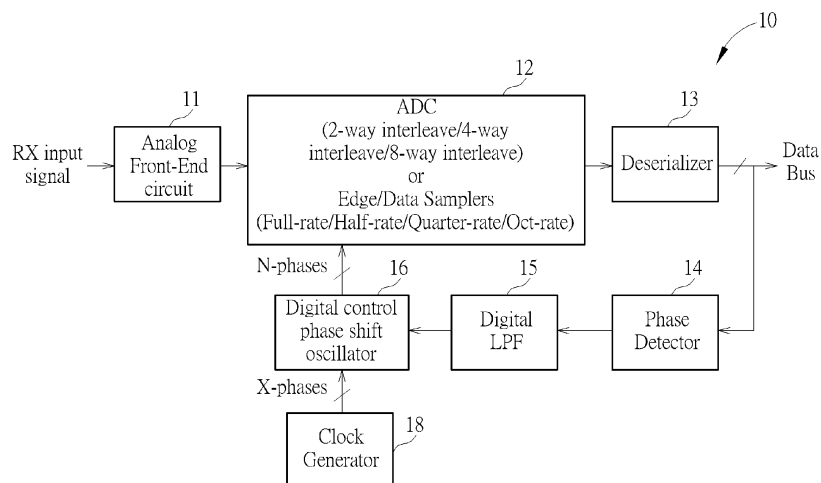 10
12
11
13
ADC
(2-way interleave/4-way
interleave/8-way interleave)
or
Edge/Data Samplers
(Full-rate/Half-rate/Quarter-rate/Oct-rate)
RX input
signal
Analog
Front-End
circuit
Deserializer
Data
Bus
N-phases
16
15
14
Digital control
phase shift
oscillator
Digital
LPF
Phase
Detector
X-phases
18
Clock
Generator